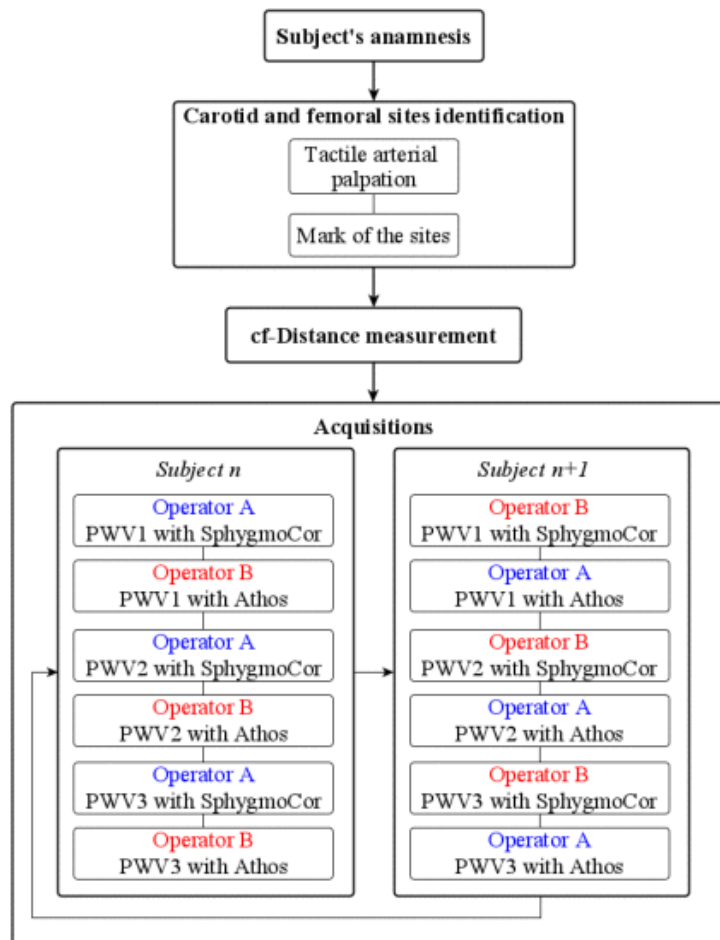 Subject's anamnesis
Carotid and femoral sites identification
Tactile arterial
palpation
Mark of the sites
cf-Distance measurement
Acquisitions
Subject n
Operator A
PWV1 with SphygmoCor
Operator B
PWV1 with Athos
Operator A
PWV2 with SphygmoCor
Operator B
PWV2 with Athos
Operator A
PWV3 with SphygmoCor
Operator B
PWV3 with Athos
Subject n+1
Operator B
PWV1 with SphygmoCor
Operator A
PWV1 with Athos
Operator B
PWV2 with SphygmoCor
Operator A
PWV2 with Athos
Operator B
PWV3 with SphygmoCor
Operator A
PWV3 with Athos